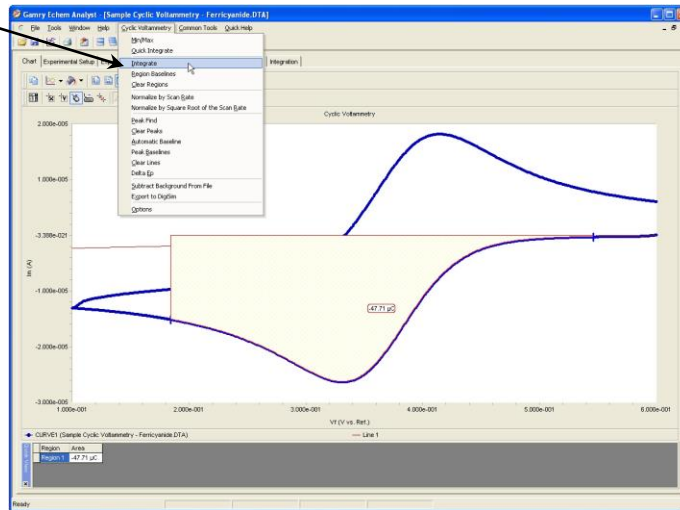 Gamry Echem Analyst - [Sample Cyclic Voltammetry - Ferricyanide.DTA]
File Tools Window Help Cyclic Voltammetry Common Tools Quick Help
Min/Max
Quick Integrate
Integrate
Region Baselines
Clear Regions
Normalize by Scan Rate
Normalize by Square Root of the Scan Rate
Peak Find
Clear Peaks
Automatic Baseline
Peak Baselines
Clear Lines
Delta Ep
Subtract Background From File
Export to DigiSim
Options
Chart Experimental Setup Integration
Cyclic Voltammetry
2.000e-005
1.000e-005
-3.388e-021
-1.000e-005
-2.000e-005
-3.000e-005
Im (A)
-47.71 µC
1.000e-001 2.000e-001 3.000e-001 4.000e-001 5.000e-001 6.000e-001
Vf (V vs. Ref.)
CURVE1 (Sample Cyclic Voltammetry - Ferricyanide.DTA) Line 1
Region Area
Region 1 -47.71 µC
Ready